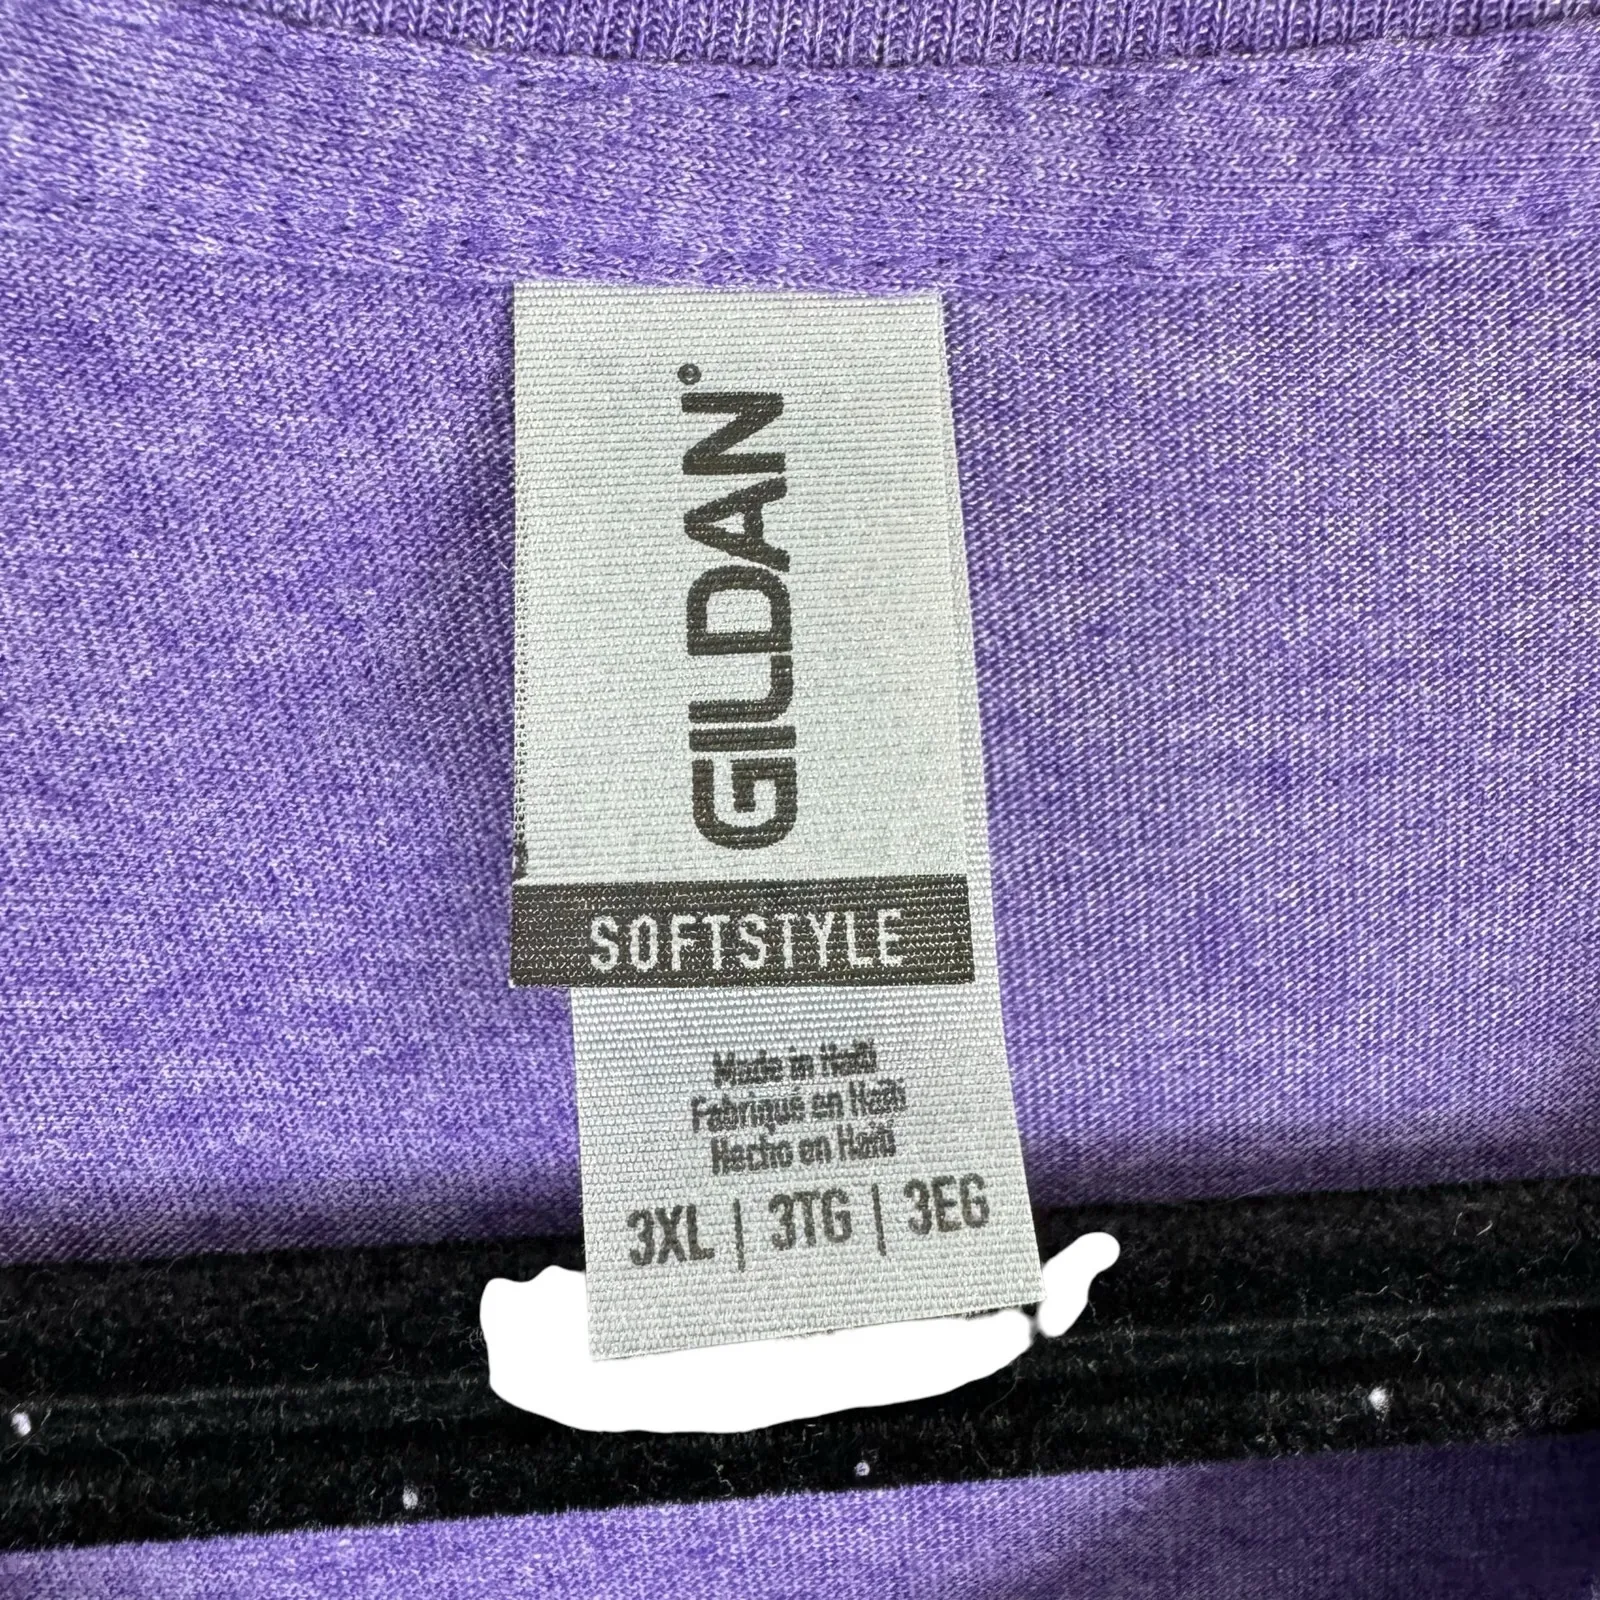 GILDAN®
SOFTSTYLE
Made in Haiti
Fabriqué en Haïti
Hecho en Haití
3XL | 3TG | 3EG